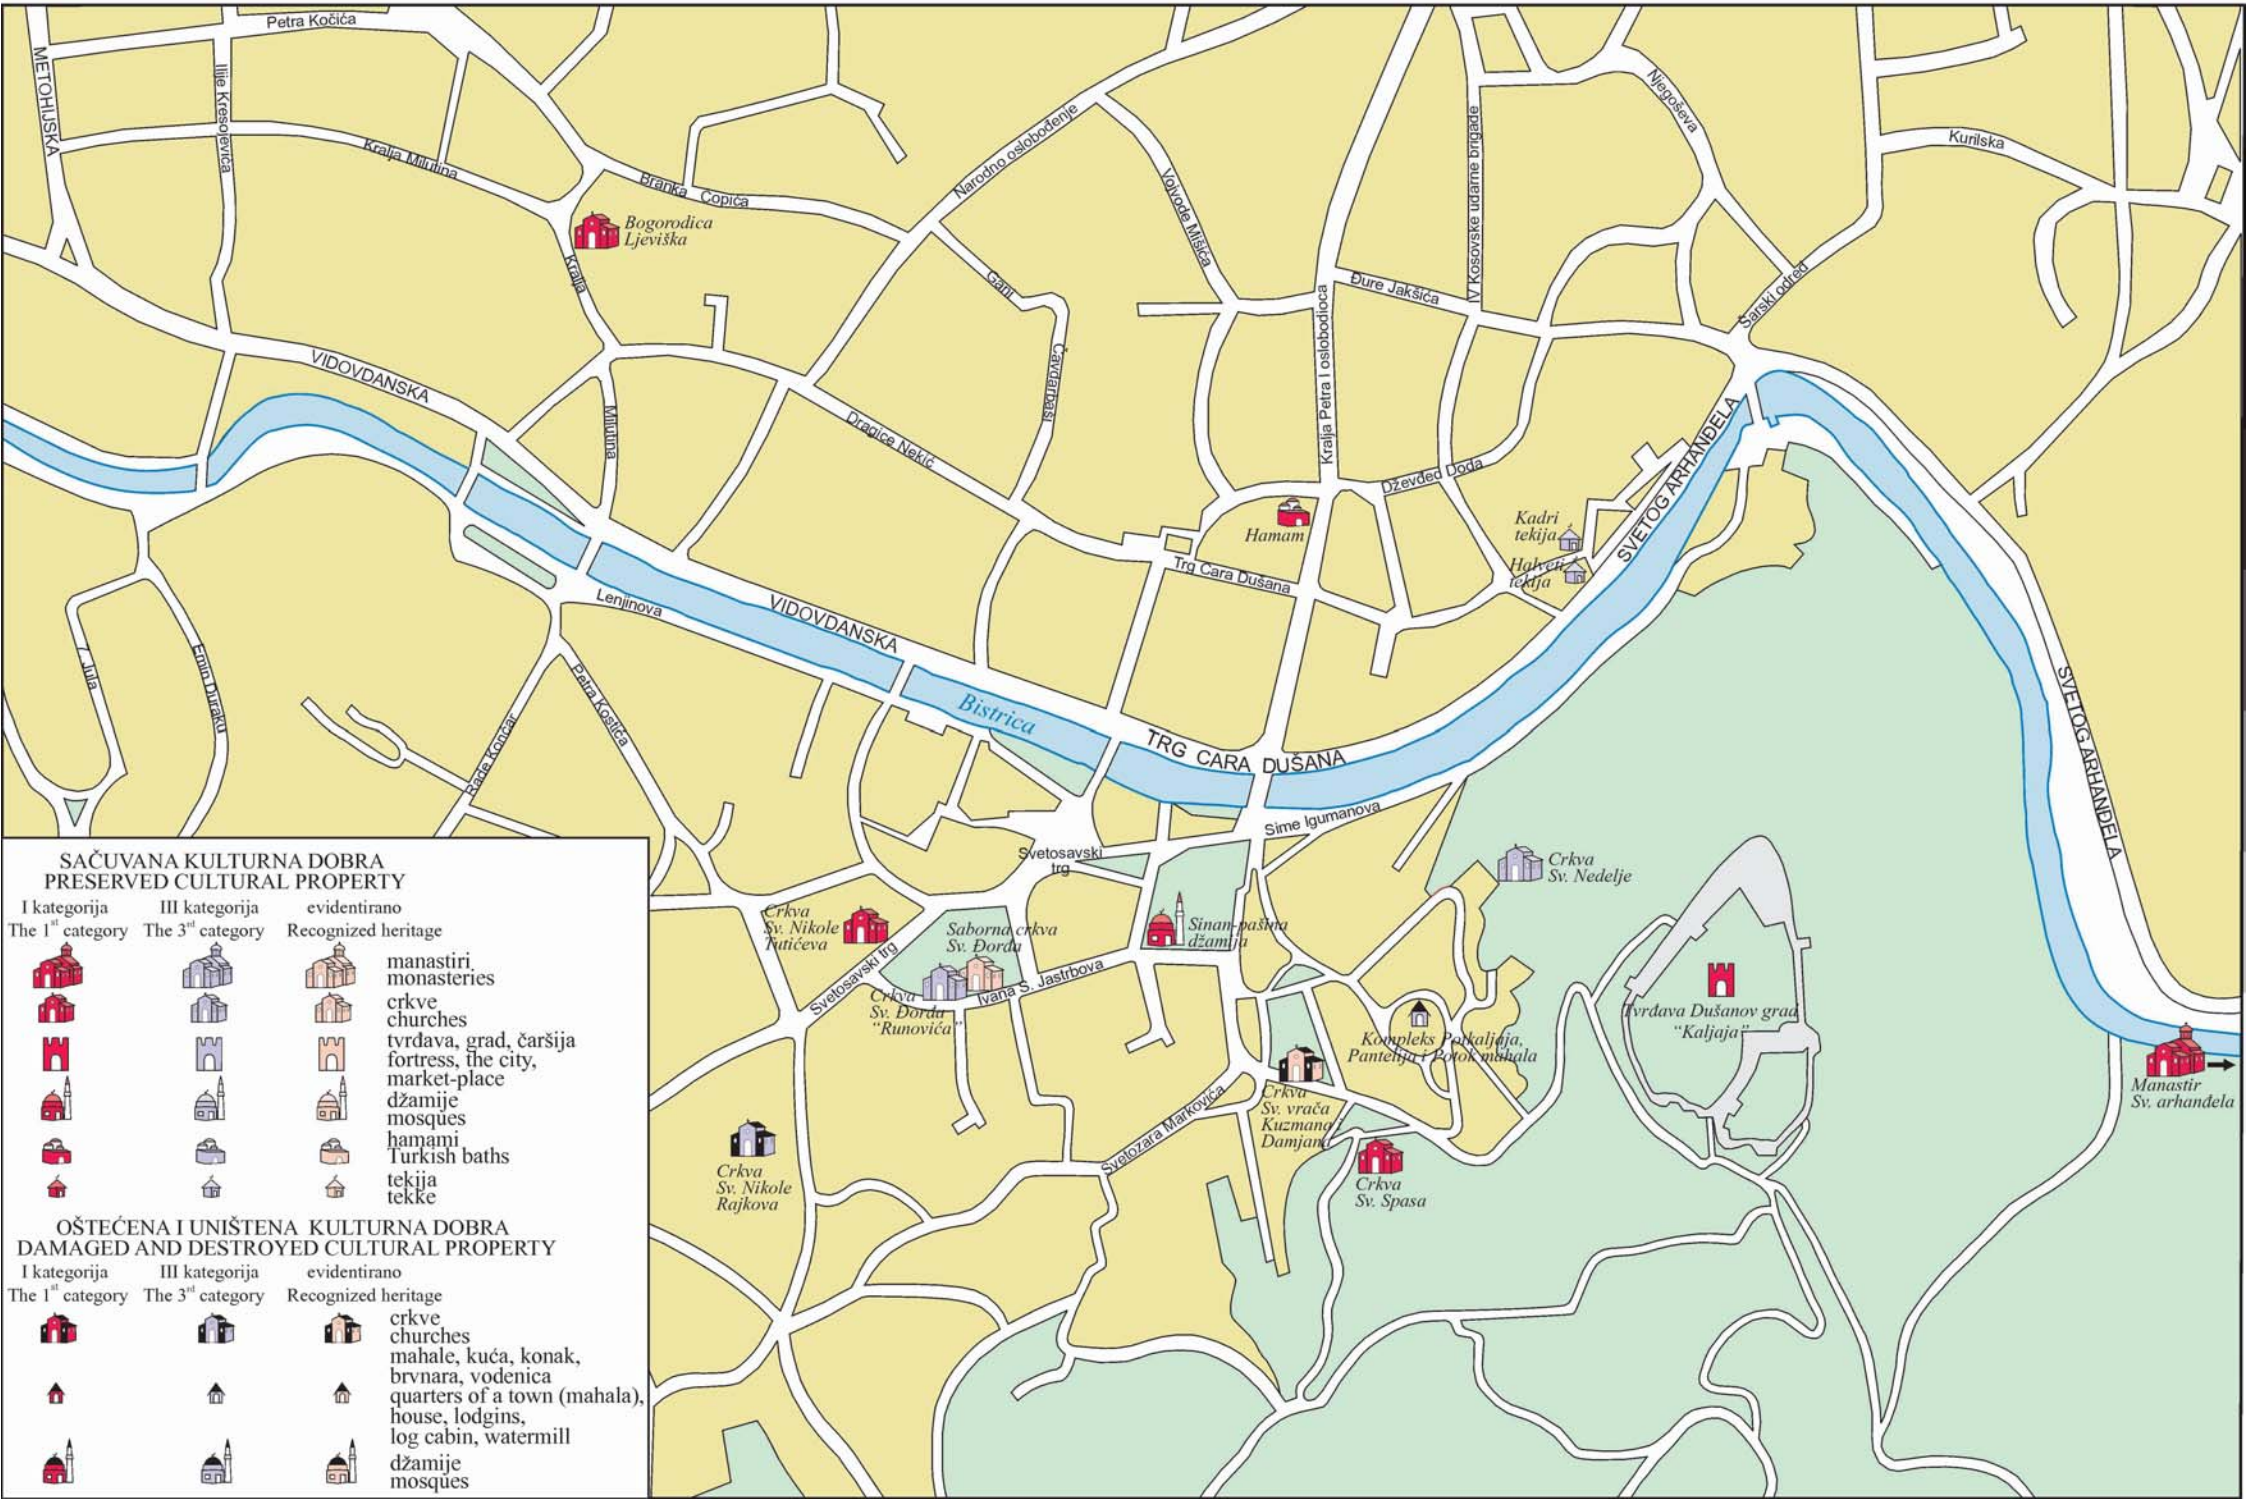 Petra Kočića
METOHIJSKA
Ilije Kresojevića
Kralja Milutina
Branka Ćopića
Narodno oslobođenje
Vojvode Mišića
IV Kosovske udarne brigade
Njegoševa
Kurilska
Bogorodica
Ljeviška
Kralja
Milutina
Gani
Čavdarbaši
Đure Jakšića
Šarski odred
Kralja Petra I oslobodioca
VIDOVDANSKA
Dragice Nekić
Dževđed Doda
Hamam
Kadri
tekija
Halveti
tekija
SVETOG ARHANĐELA
Trg Cara Dušana
Lenjinova
VIDOVDANSKA
7. Jula
Emin Duraku
Rade Končar
Petra Kostića
Bistrica
TRG CARA DUŠANA
SVETOG ARHANĐELA
Sime Igumanova
Svetosavski
trg
Crkva
Sv. Nedelje
Crkva
Sv. Nikole
Tutićeva
Svetosavski trg
Saborna crkva
Sv. Đorđa
Crkva
Sv. Đorđa
"Runovića"
Ivana S. Jastrbova
Sinan-pašina
džamija
Kompleks Potkaljaja,
Pantelija i Potok mahala
Tvrđava Dušanov grad
"Kaljaja"
Manastir
Sv. arhanđela
Crkva
Sv. vrača
Kuzmana i
Damjana
Crkva
Sv. Spasa
Svetozara Markovića
Crkva
Sv. Nikole
Rajkova
SAČUVANA KULTURNA DOBRA
PRESERVED CULTURAL PROPERTY
I kategorija III kategorija evidentirano
The 1st category The 3rd category Recognized heritage
manastiri
monasteries
crkve
churches
tvrđava, grad, čaršija
fortress, the city,
market-place
džamije
mosques
hamami
Turkish baths
tekija
tekke
OŠTEĆENA I UNIŠTENA KULTURNA DOBRA
DAMAGED AND DESTROYED CULTURAL PROPERTY
I kategorija III kategorija evidentirano
The 1st category The 3rd category Recognized heritage
crkve
churches
mahale, kuća, konak,
brvnara, vodenica
quarters of a town (mahala),
house, lodgins,
log cabin, watermill
džamije
mosques